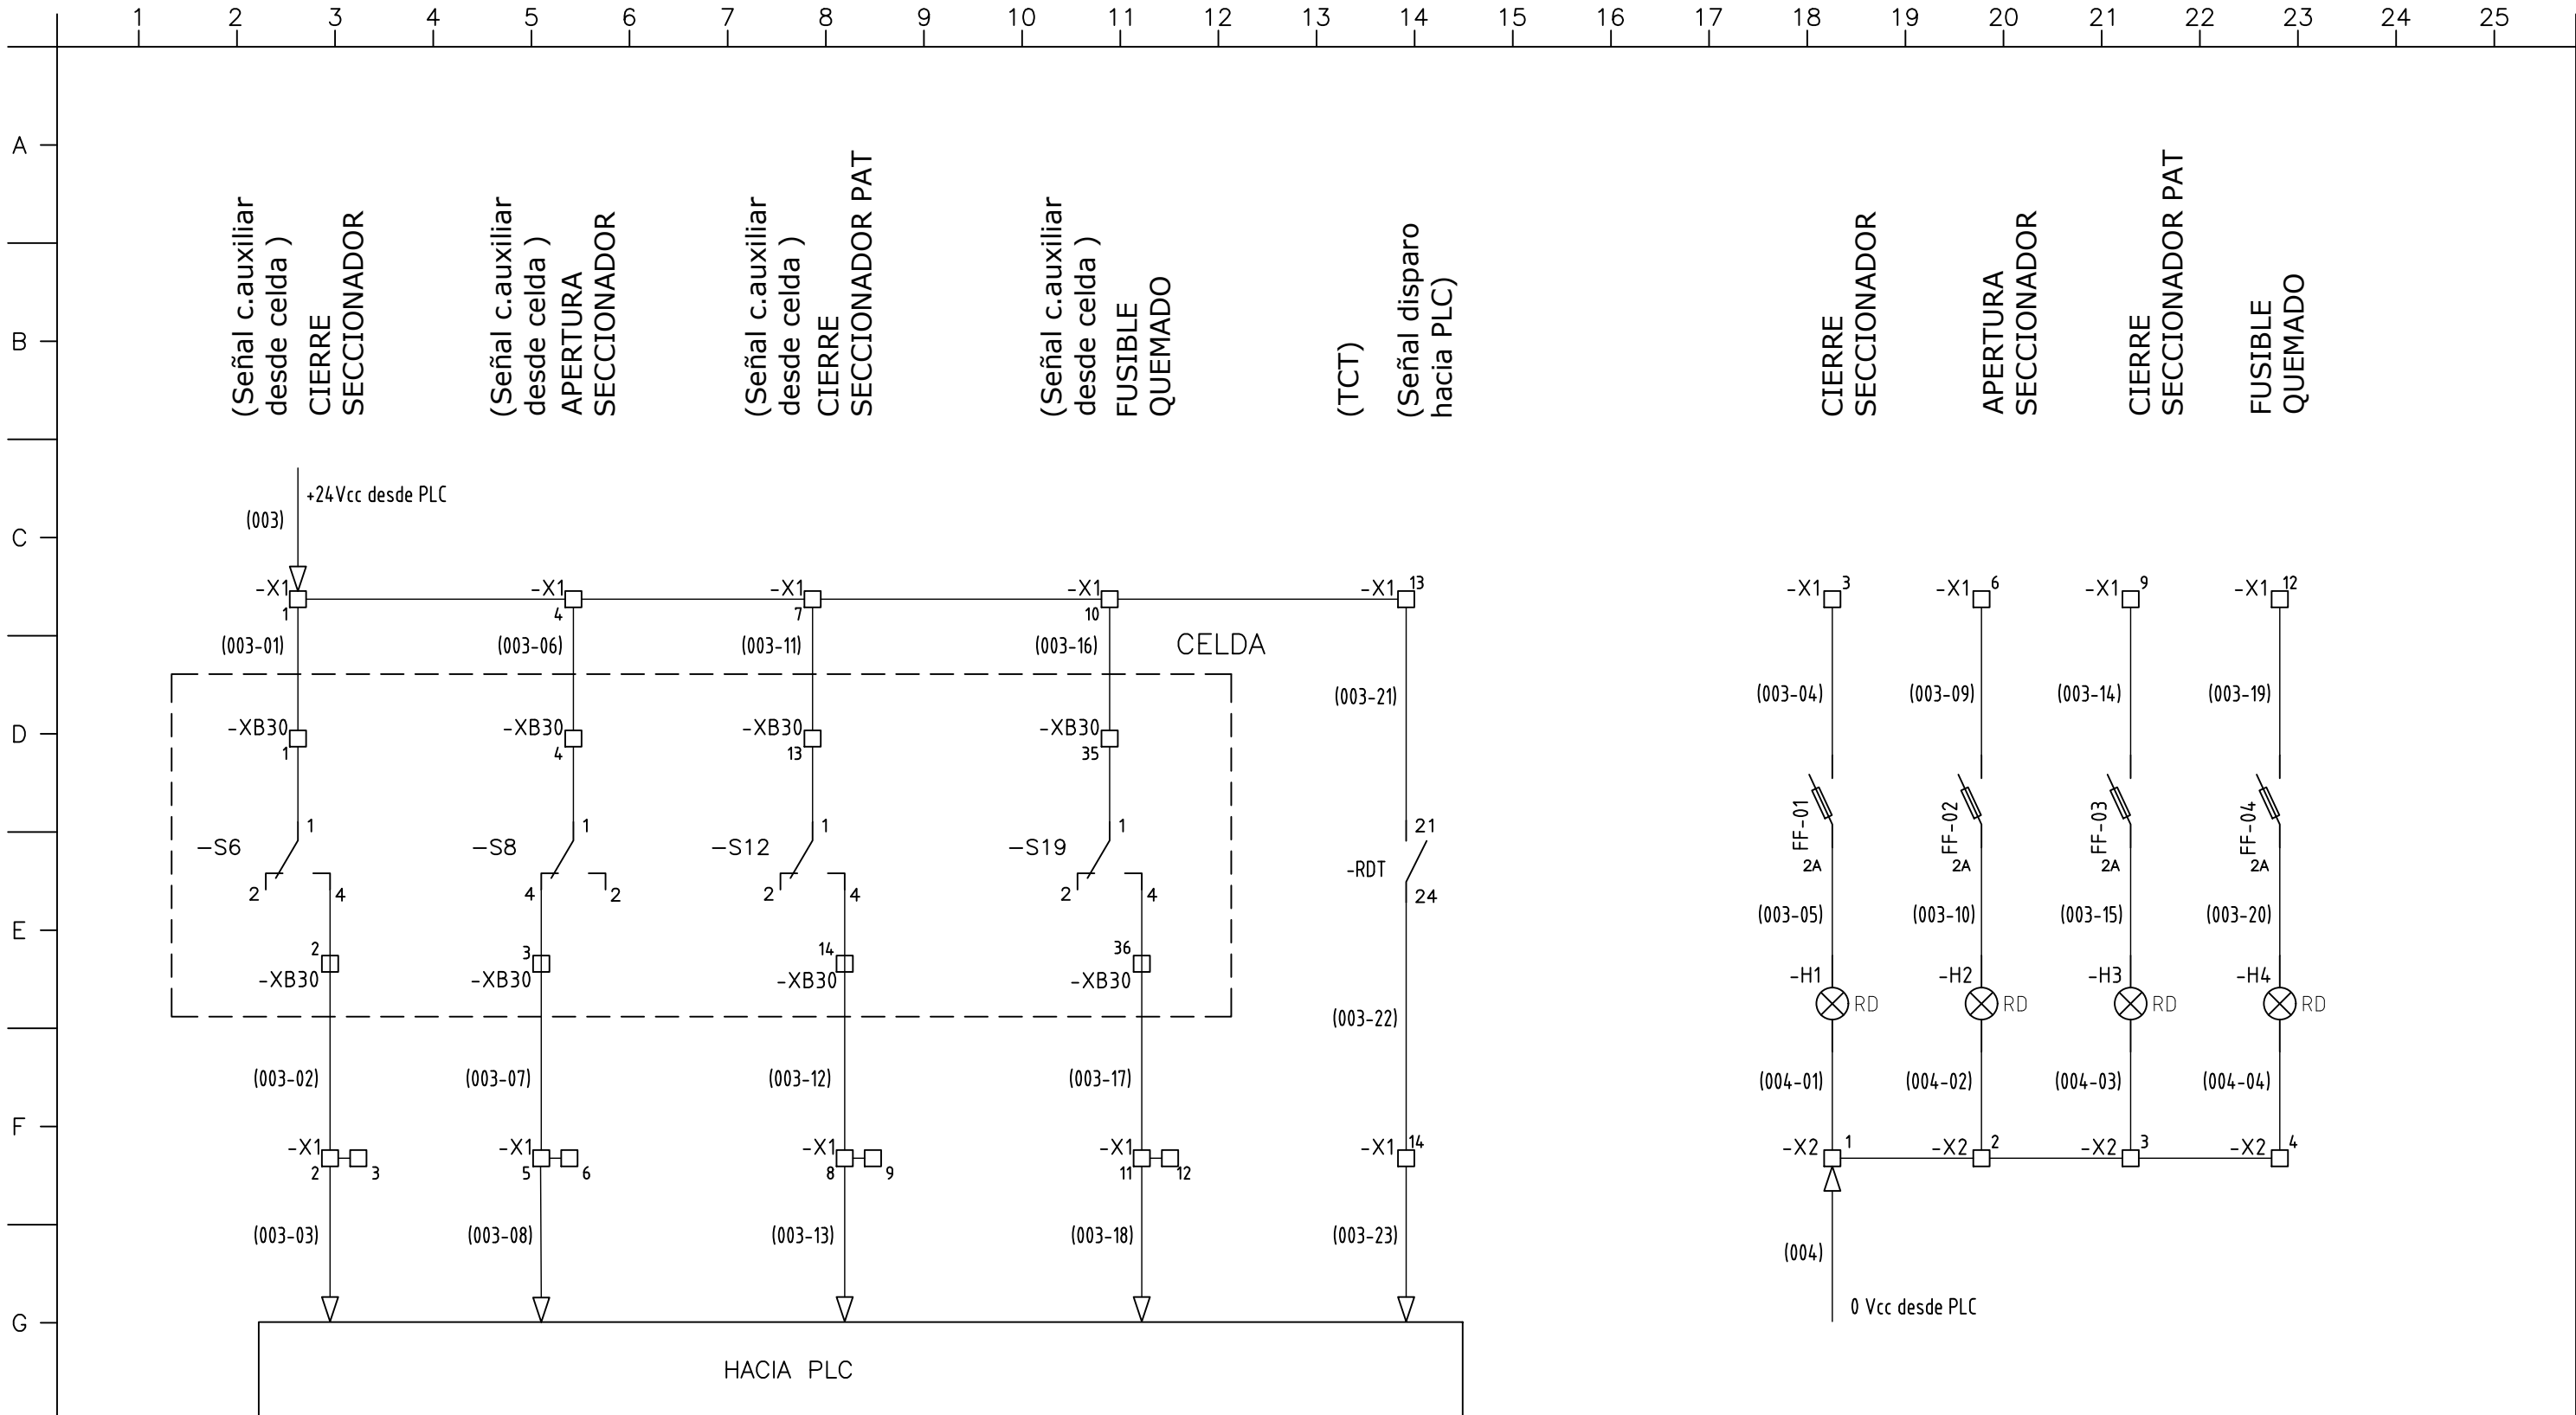 1 2 3 4 5 6 7 8 9 10 11 12 13 14 15 16 17 18 19 20 21 22 23 24 25
A
B
C
D
E
F
G
(Señal c.auxiliar
desde celda )
CIERRE
SECCIONADOR
(Señal c.auxiliar
desde celda )
APERTURA
SECCIONADOR
(Señal c.auxiliar
desde celda )
CIERRE
SECCIONADOR PAT
(Señal c.auxiliar
desde celda )
FUSIBLE
QUEMADO
(TCT)
(Señal disparo
hacia PLC)
CIERRE
SECCIONADOR
APERTURA
SECCIONADOR
CIERRE
SECCIONADOR PAT
FUSIBLE
QUEMADO
+24Vcc desde PLC
(003)
-X1 -X1 -X1 -X1 -X1 13 -X1 3 -X1 6 -X1 9 -X1 12
1 4 7 10
(003-01) (003-06) (003-11) (003-16) CELDA
(003-21) (003-04) (003-09) (003-14) (003-19)
-XB30 -XB30 -XB30 -XB30
1 4 13 35
1 1 1 1 21
-S6 -S8 -S12 -S19
FF-01 FF-02 FF-03 FF-04
-RDT 2A 2A 2A 2A
2 4 4 2 2 4 2 4 24
(003-05) (003-10) (003-15) (003-20)
2 3 14 36
-XB30 -XB30 -XB30 -XB30
-H1 -H2 -H3 -H4
RD RD RD RD
(003-22)
(003-02) (003-07) (003-12) (003-17) (004-01) (004-02) (004-03) (004-04)
-X1 -X1 -X1 -X1 -X1 14 -X2 1 -X2 2 -X2 3 -X2 4
2 3 5 6 8 9 11 12
(003-03) (003-08) (003-13) (003-18) (003-23) (004)
0 Vcc desde PLC
HACIA PLC